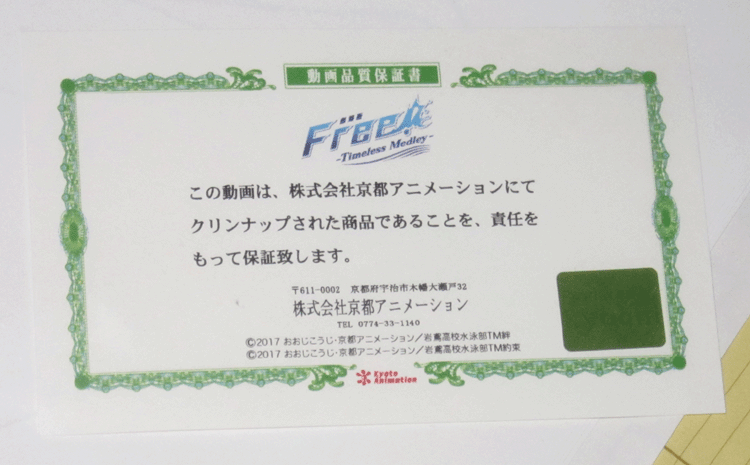 動画品質保証書
Free!
-Timeless Medley-
この動画は、株式会社京都アニメーションにて
クリンナップされた商品であることを、責任を
もって保証致します。
〒611-0002 京都府宇治市木幡大瀬戸32
株式会社京都アニメーション
TEL 0774-33-1140
©2017 おおじこうじ・京都アニメーション／岩鳶高校水泳部TM絆
©2017 おおじこうじ・京都アニメーション／岩鳶高校水泳部TM約束
Kyoto
Animation